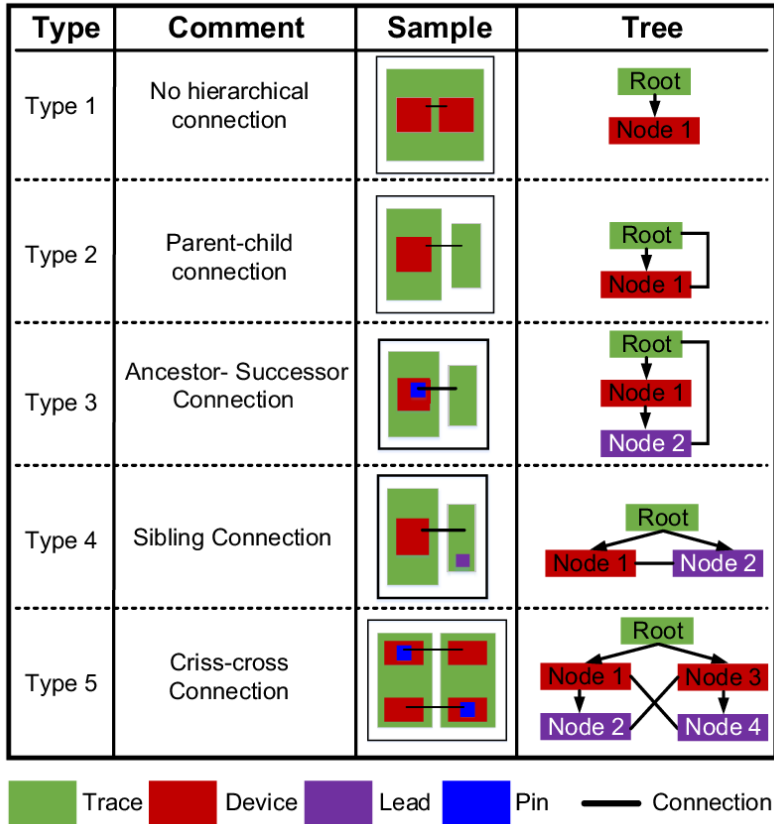 Type Comment Sample Tree
Type 1
No hierarchical
connection
Root
Node 1
Type 2
Parent-child
connection
Root
Node 1
Type 3
Ancestor- Successor
Connection
Root
Node 1
Node 2
Type 4
Sibling Connection
Root
Node 1 Node 2
Type 5
Criss-cross
Connection
Root
Node 1 Node 3
Node 2 Node 4
Trace Device Lead Pin Connection